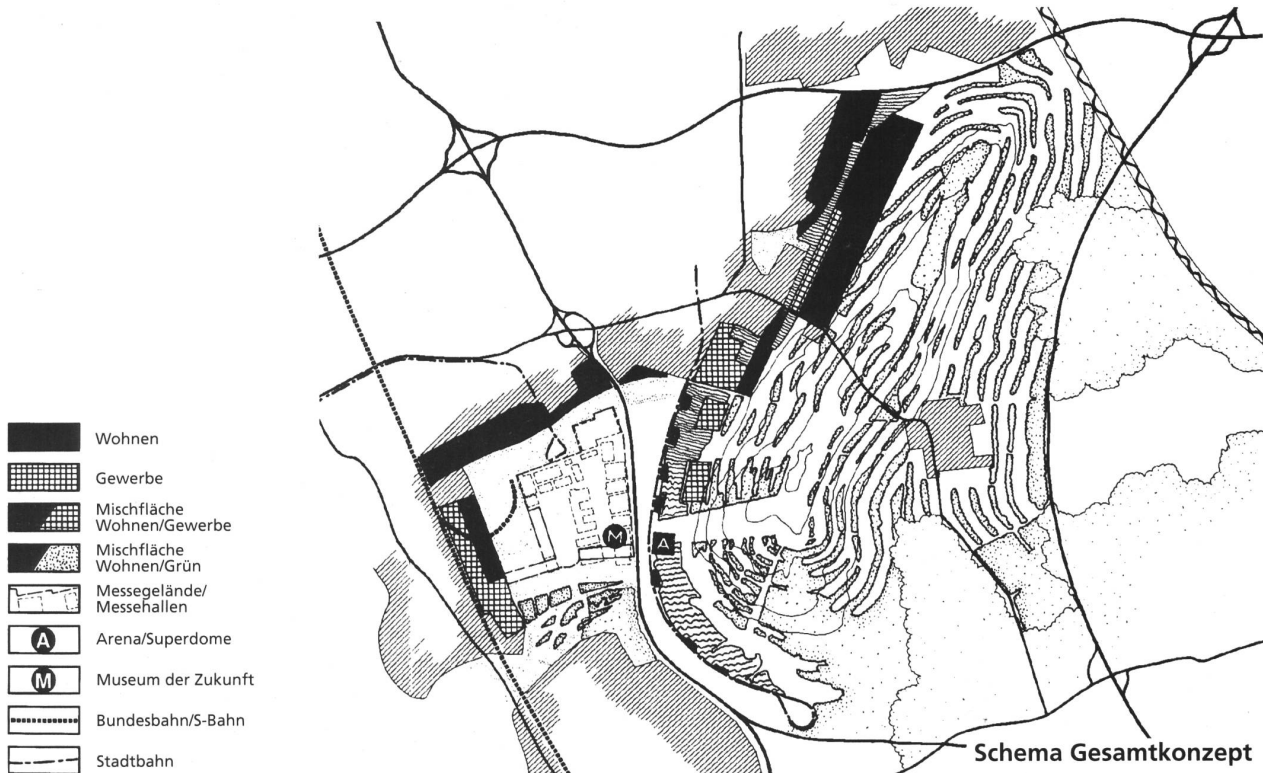 Wohnen
Gewerbe
Mischfläche
Wohnen/Gewerbe
Mischfläche
Wohnen/Grün
Messegelände/
Messehallen
A Arena/Superdome
M Museum der Zukunft
Bundesbahn/S-Bahn
Stadtbahn
M
A
Schema Gesamtkonzept